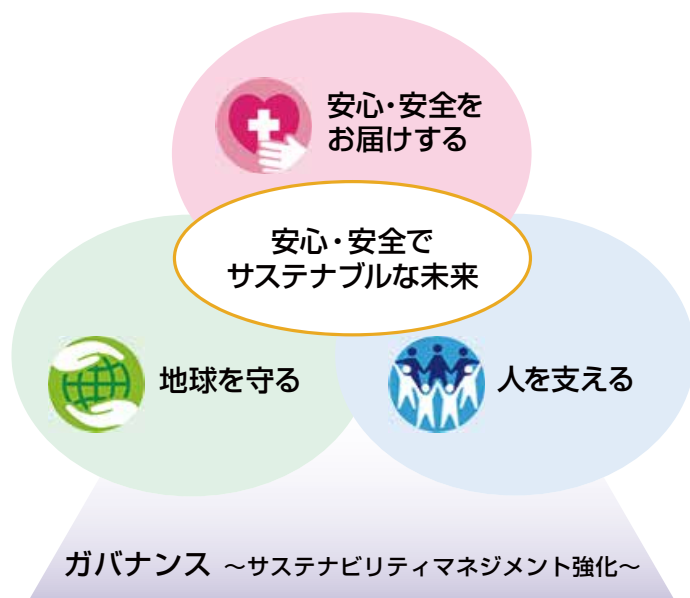 安心・安全を
お届けする
安心・安全で
サステナブルな未来
地球を守る
人を支える
ガバナンス ～サステナビリティマネジメント強化～